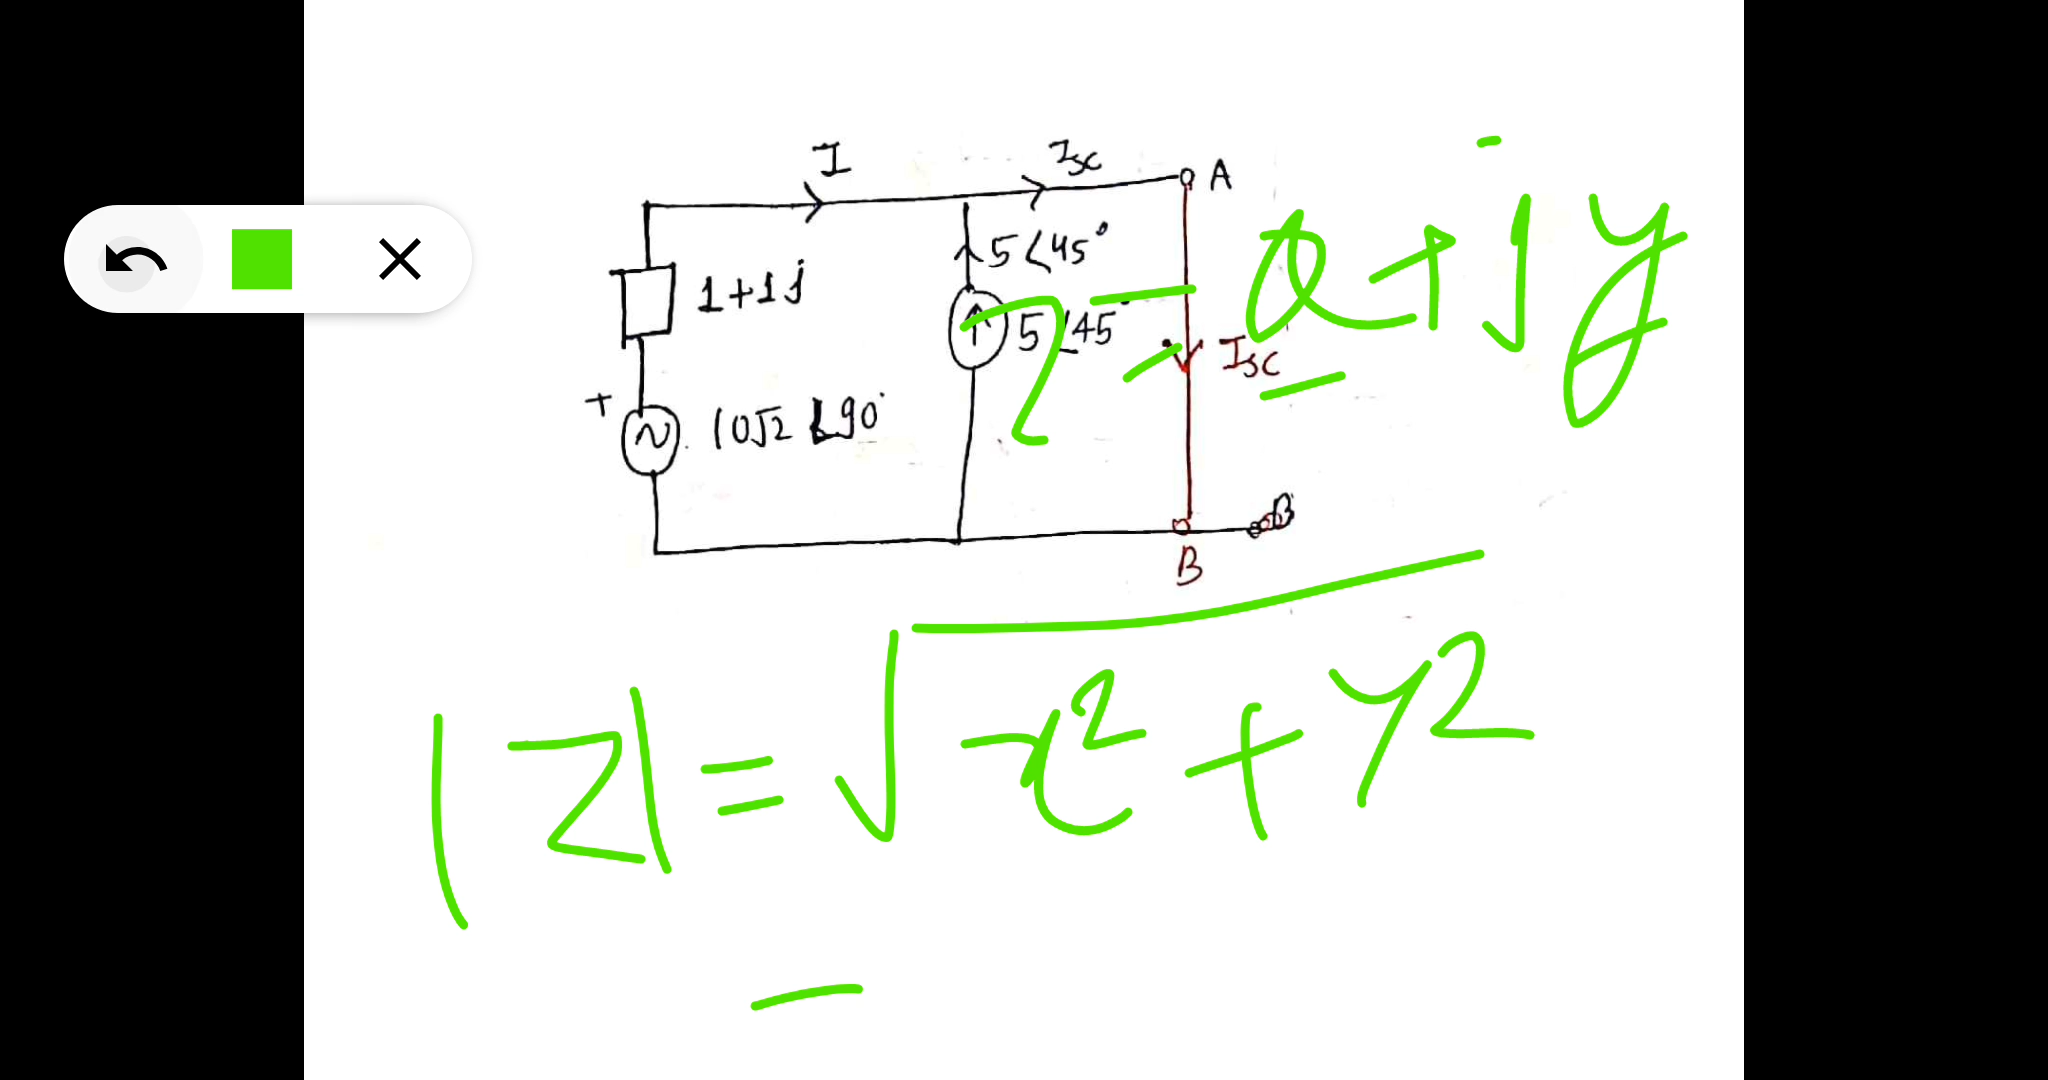 I
Isc
A
5∠45°
1+1j
5∠45°
Isc
+
10√2 ∠90°
B
B
Z = x+jy
|Z| = √x²+y²